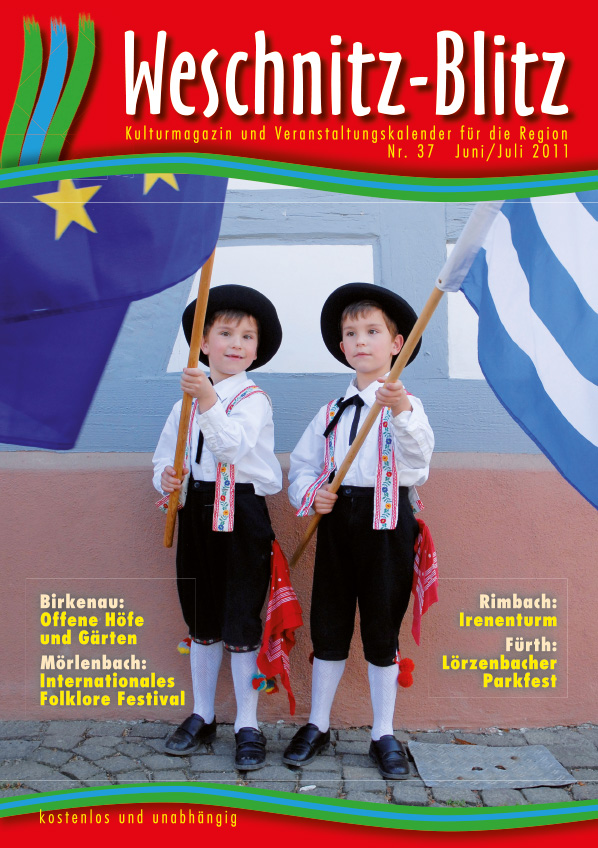 Weschnitz-Blitz
Kulturmagazin und Veranstaltungskalender für die Region
Nr. 37 Juni/Juli 2011
Birkenau:
Offene Höfe
und Gärten
Mörlenbach:
Internationales
Folklore Festival
Rimbach:
Irenenturm
Fürth:
Lörzenbacher
Parkfest
kostenlos und unabhängig